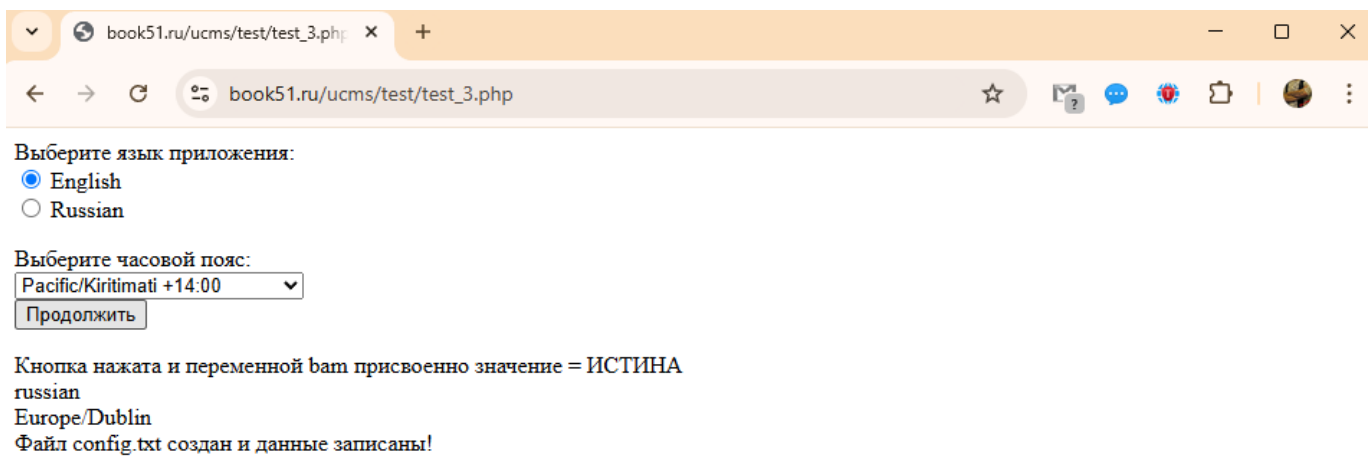 book51.ru/ucms/test/test_3.php
book51.ru/ucms/test/test_3.php
Выберите язык приложения:
English
Russian
Выберите часовой пояс:
Pacific/Kiritimati +14:00
Продолжить
Кнопка нажата и переменной bam присвоенно значение = ИСТИНА
russian
Europe/Dublin
Файл config.txt создан и данные записаны!